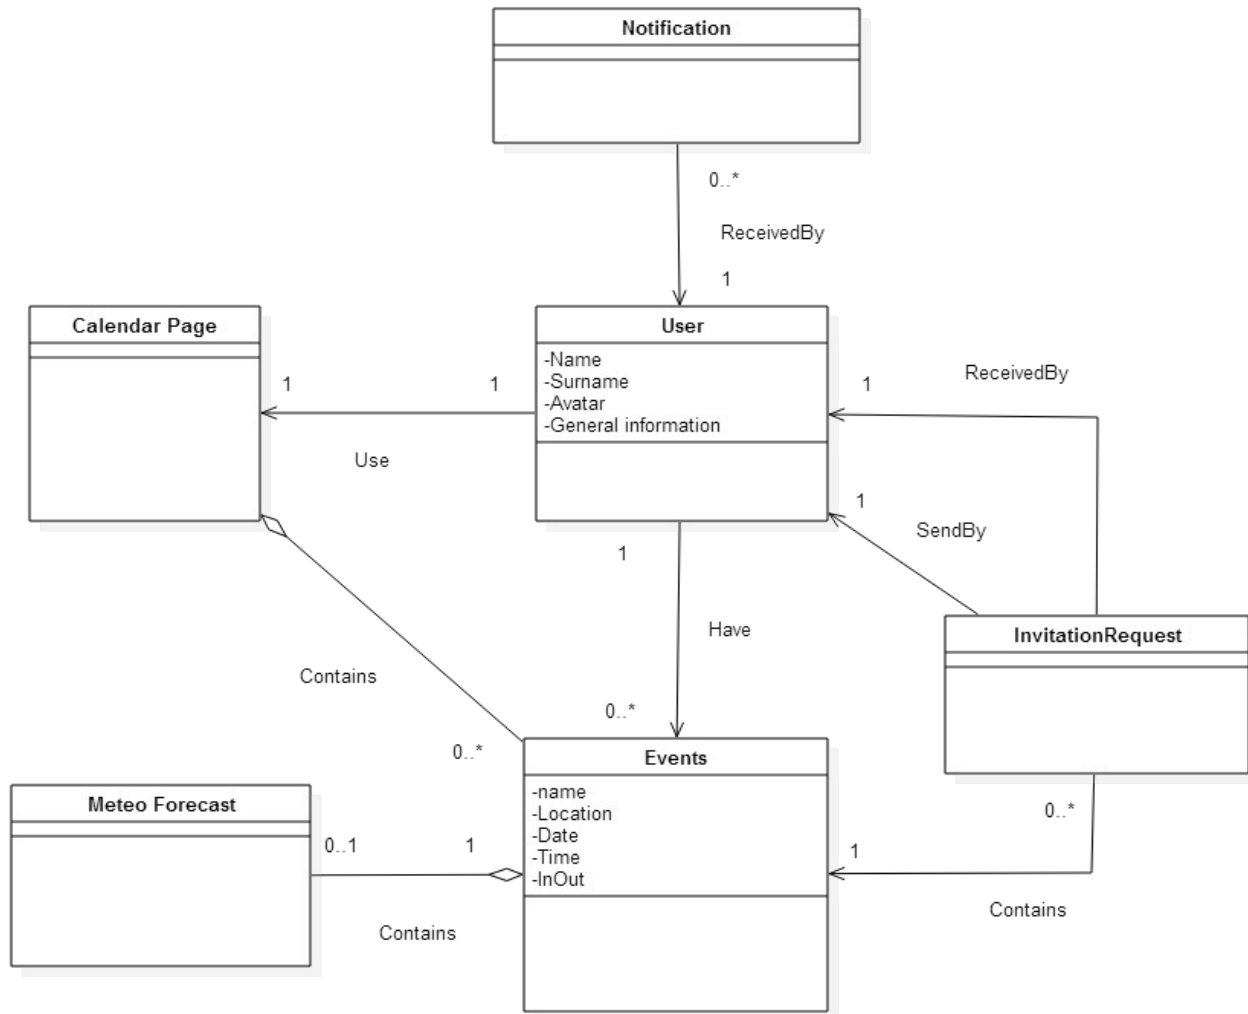 Notification
0..*
ReceivedBy
1
Calendar Page
User
-Name
-Surname
-Avatar
-General information
1
1
Use
1
ReceivedBy
1
SendBy
1
Have
0..*
InvitationRequest
Contains
0..*
Events
-name
-Location
-Date
-Time
-InOut
Meteo Forecast
0..1
1
Contains
0..*
1
Contains